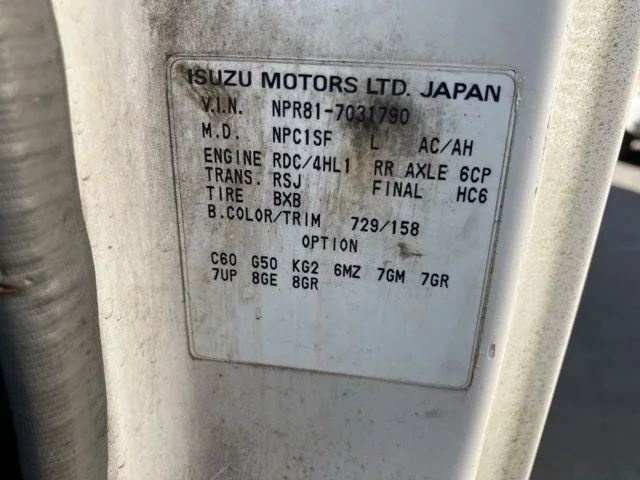 ISUZU MOTORS LTD. JAPAN
V.I.N. NPR81-7031790
M.D. NPC1SF L AC/AH
ENGINE RDC/4HL1 RR AXLE 6CP
TRANS. RSJ FINAL HC6
TIRE BXB
B.COLOR/TRIM 729/158
OPTION
C60 G50 KG2 6MZ 7GM 7GR
7UP 8GE 8GR